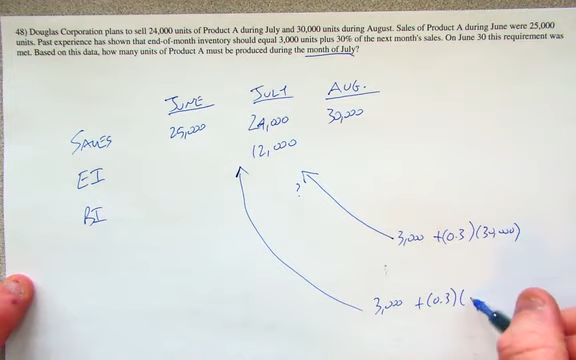 48) Douglas Corporation plans to sell 24,000 units of Product A during July and 30,000 units during August. Sales of Product A during June were 25,000
units. Past experience has shown that end-of-month inventory should equal 3,000 units plus 30% of the next month's sales. On June 30 this requirement was
met. Based on this data, how many units of Product A must be produced during the month of July?
JUNE JULY AUG.
SALES 25,000 24,000 30,000
EI 12,000
BI
?
3,000 +(0.3)(30,000)
3,000 +(0.3)(